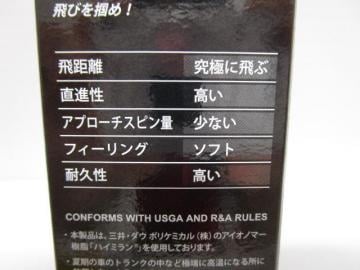 飛びを掴め！
飛距離 究極に飛ぶ
直進性 高い
アプローチスピン量 少ない
フィーリング ソフト
耐久性 高い
CONFORMS WITH USGA AND R&A RULES
・本製品は、三井・ダウ ポリケミカル（株）のアイオノマー
樹脂「ハイミラン」を使用しております。
・夏期の車のトランクの中など極端に高温になる所に